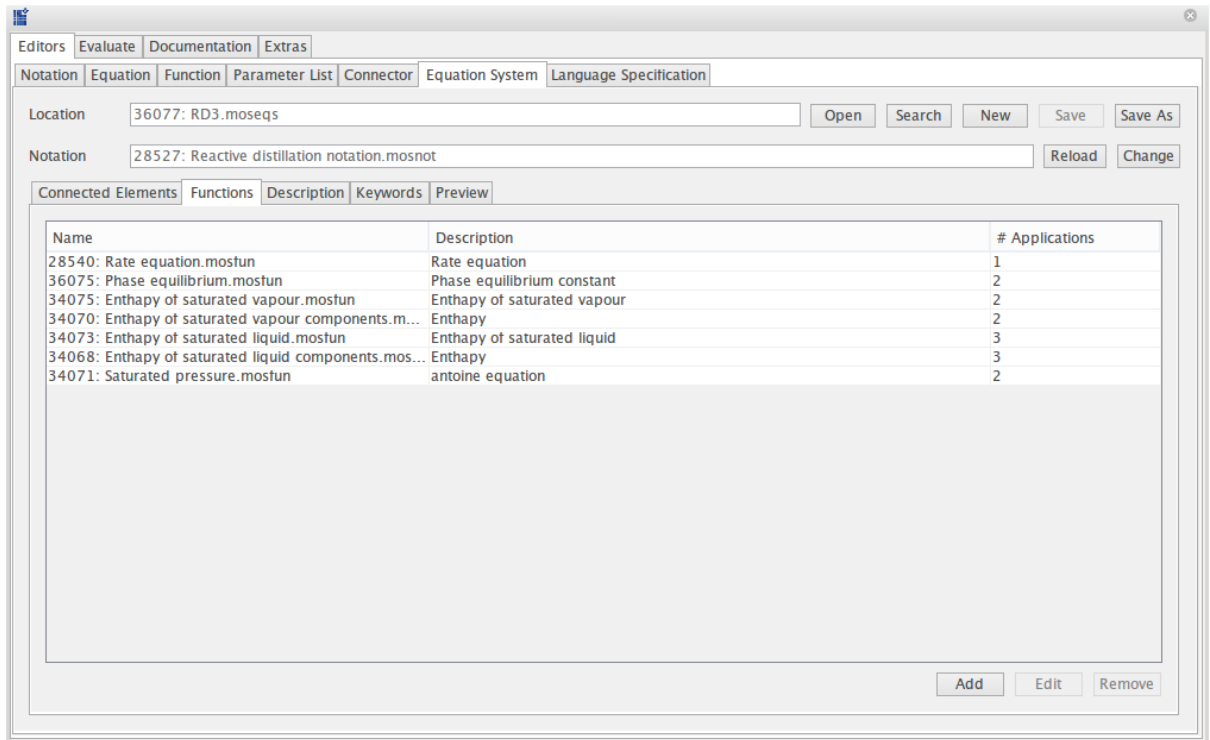 Editors Evaluate Documentation Extras
Notation Equation Function Parameter List Connector Equation System Language Specification
Location 36077: RD3.moseqs Open Search New Save Save As
Notation 28527: Reactive distillation notation.mosnot Reload Change
Connected Elements Functions Description Keywords Preview
Name Description # Applications
28540: Rate equation.mosfun Rate equation 1
36075: Phase equilibrium.mosfun Phase equilibrium constant 2
34075: Enthapy of saturated vapour.mosfun Enthapy of saturated vapour 2
34070: Enthapy of saturated vapour components.m... Enthapy 2
34073: Enthapy of saturated liquid.mosfun Enthapy of saturated liquid 3
34068: Enthapy of saturated liquid components.mos... Enthapy 3
34071: Saturated pressure.mosfun antoine equation 2
Add Edit Remove